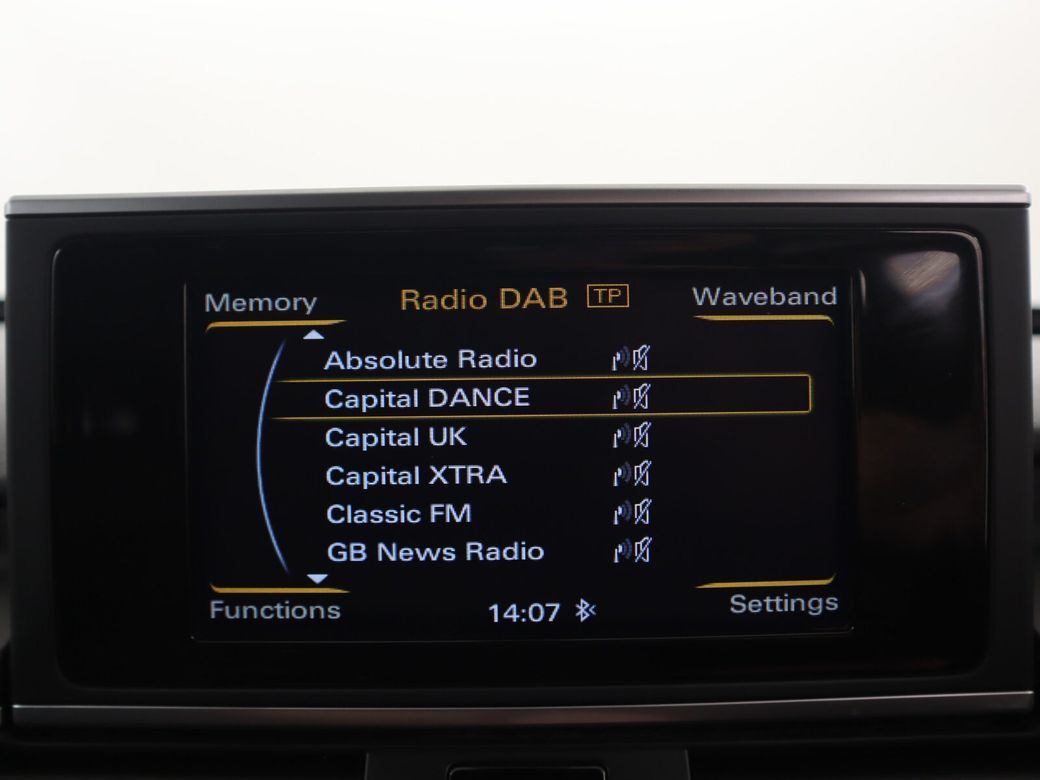 Memory Radio DAB TP Waveband
Absolute Radio
Capital DANCE
Capital UK
Capital XTRA
Classic FM
GB News Radio
Functions 14:07 Settings